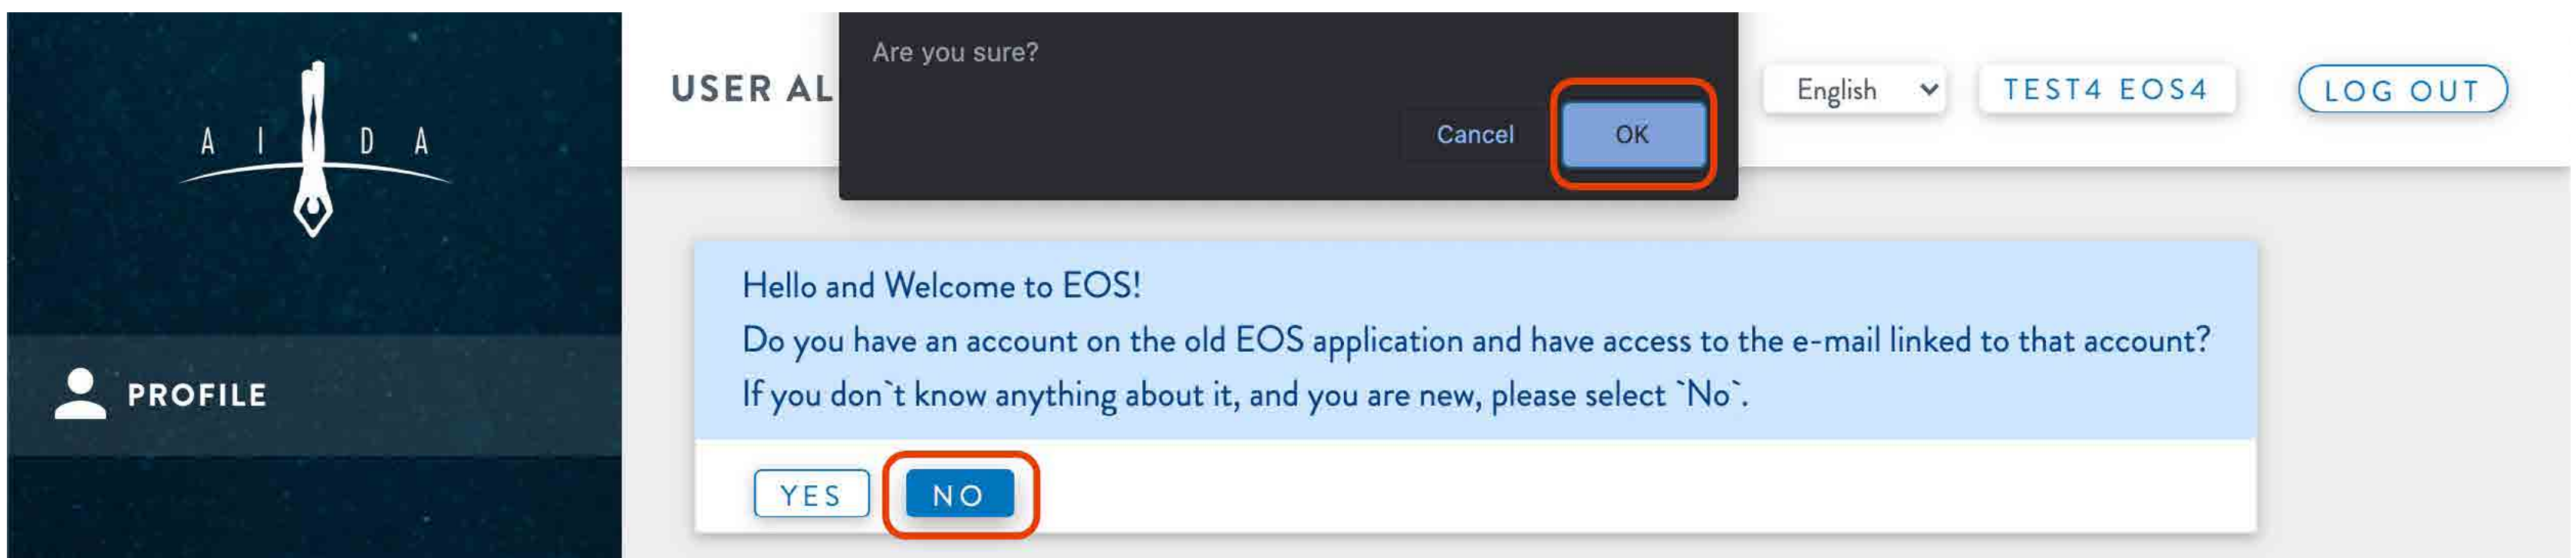 AIDA
PROFILE
USER AL
Are you sure?
Cancel
OK
English
TEST4 EOS4
LOG OUT
Hello and Welcome to EOS!
Do you have an account on the old EOS application and have access to the e-mail linked to that account?
If you don`t know anything about it, and you are new, please select `No`.
YES
NO